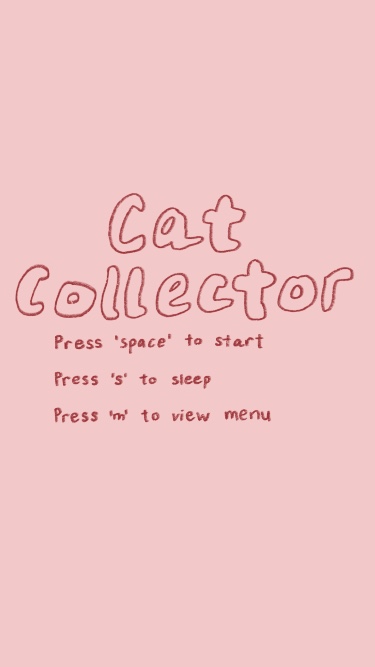 Cat
Collector
Press 'space' to start
Press 's' to sleep
Press 'm' to view menu